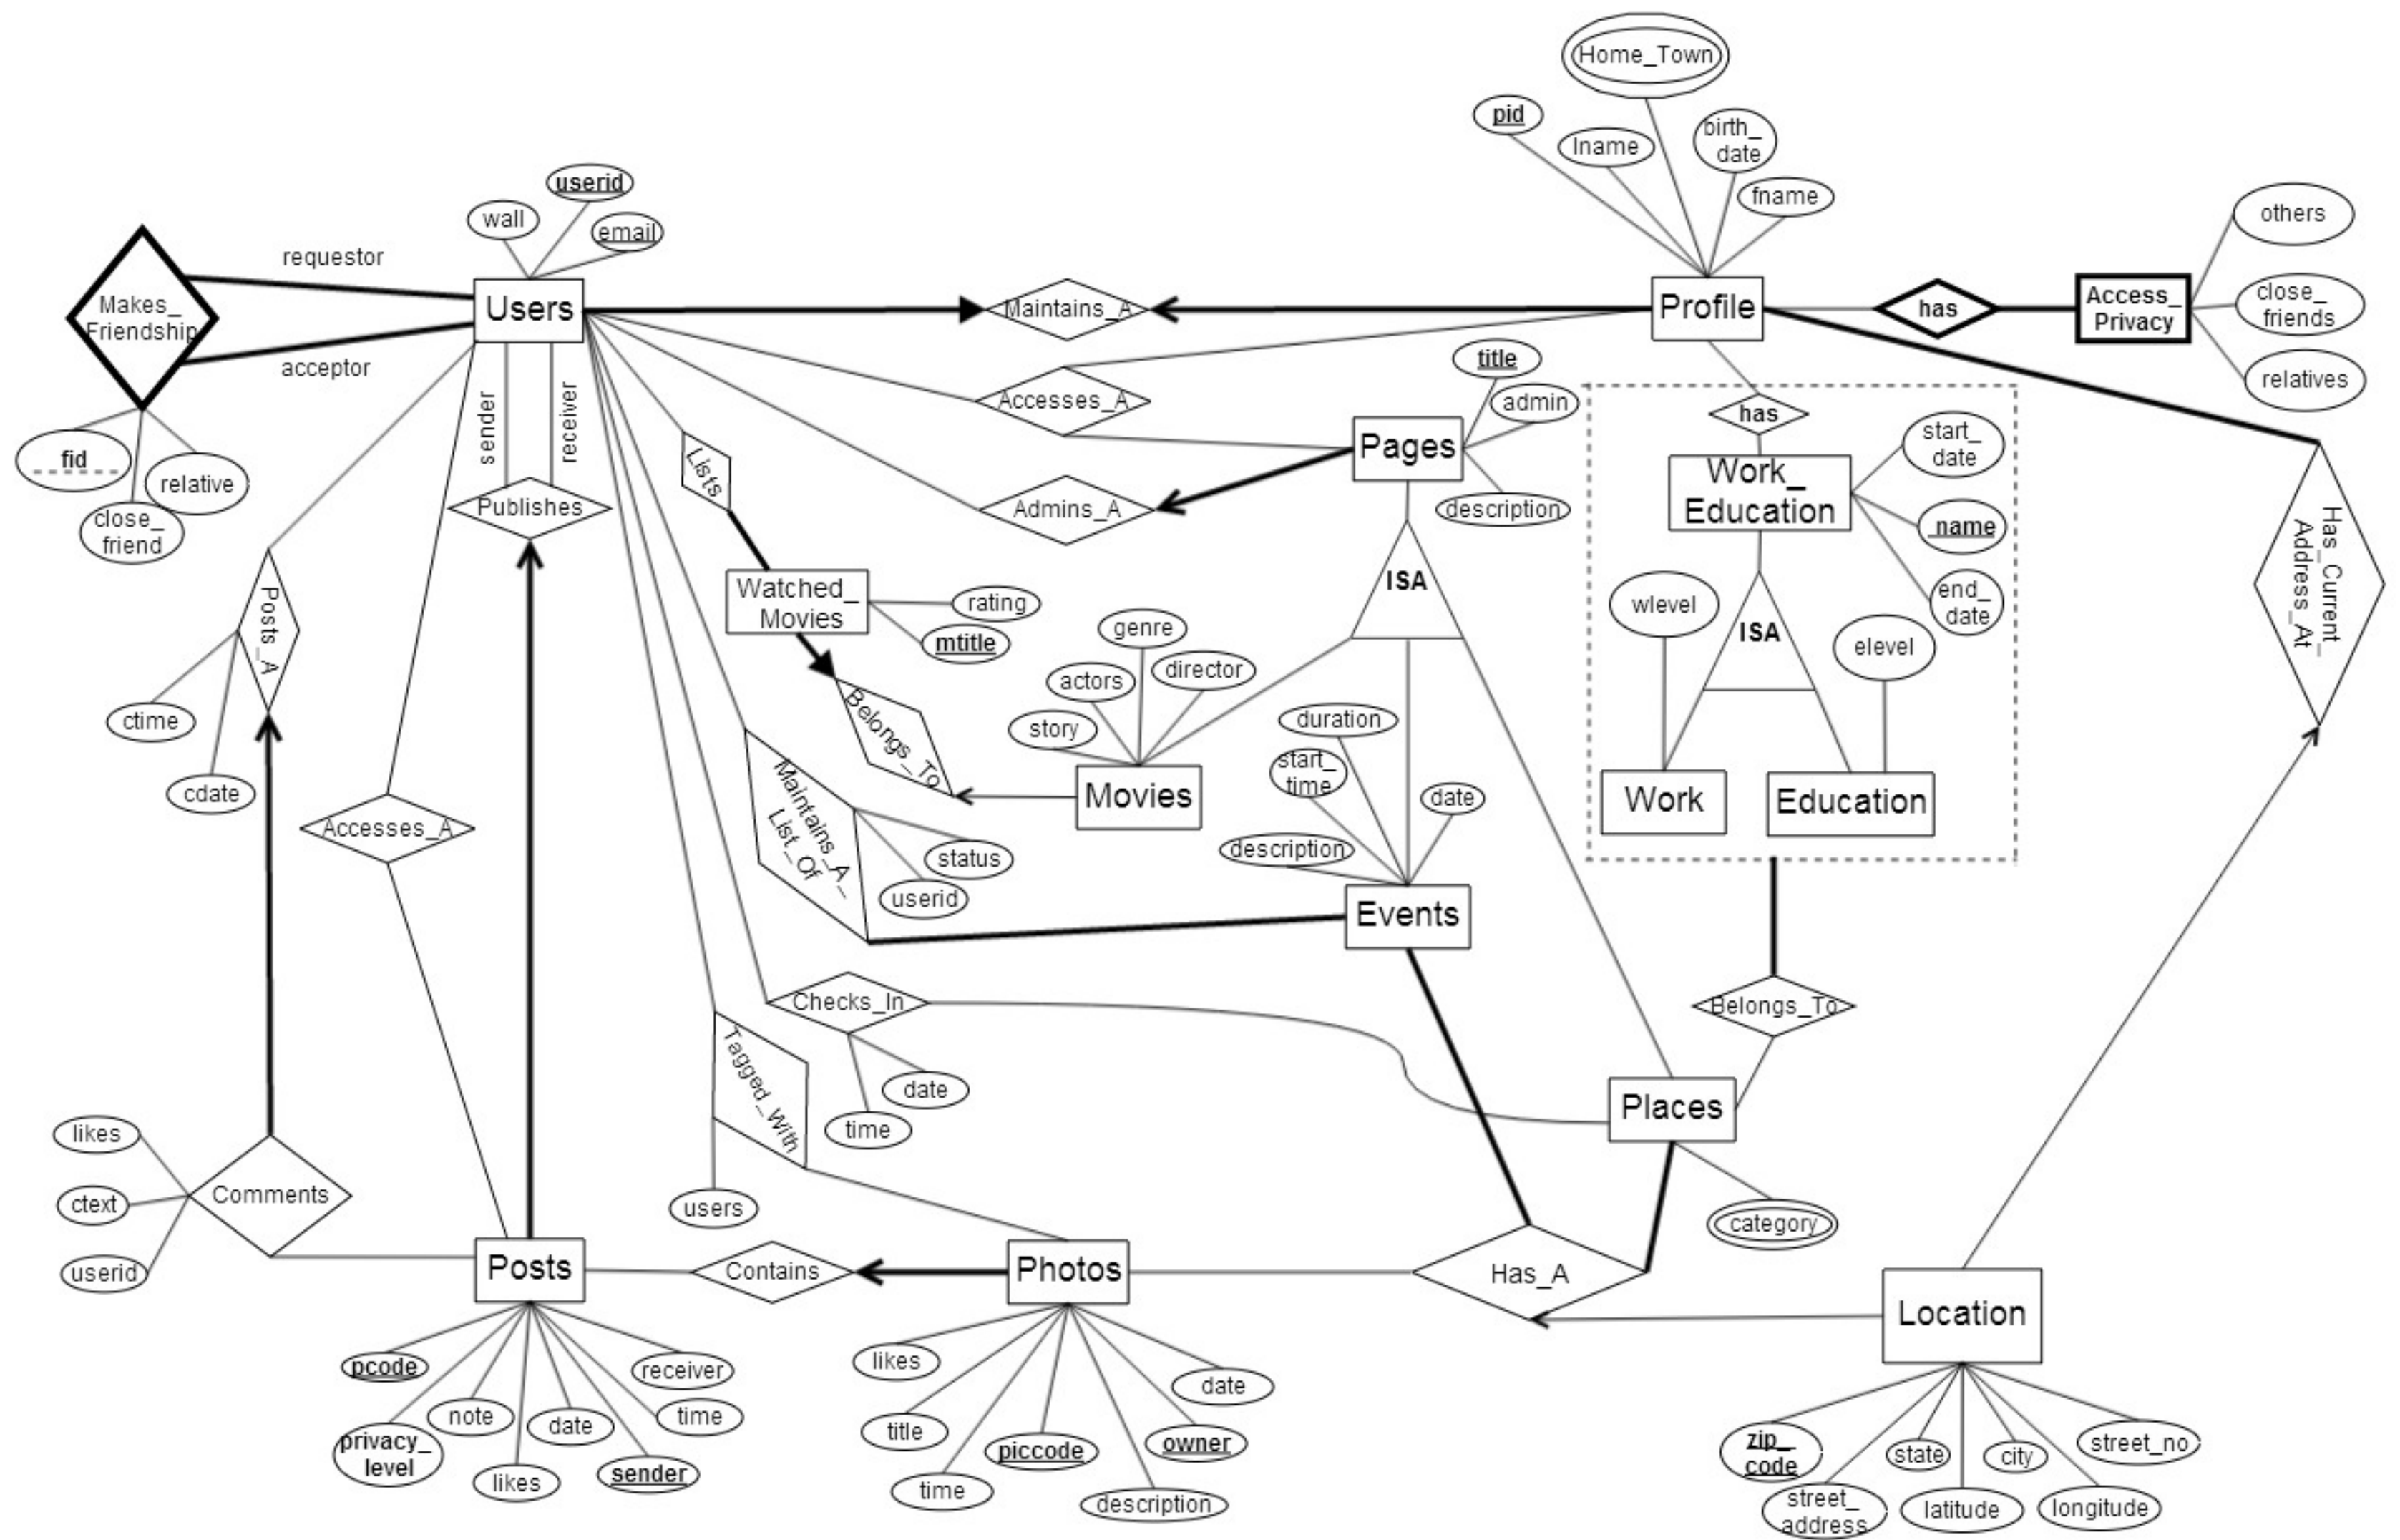 Home_Town
pid
lname
birth_
date
fname
others
close_
friends
relatives
userid
wall
email
requestor
acceptor
Makes_
Friendship
Users
Maintains_A
Profile
has
Access_
Privacy
fid
relative
close_
friend
sender
receiver
Publishes
Lists
Accesses_A
Admins_A
title
admin
Pages
description
has
Work_
Education
start_
date
name
end_
date
Has_Current_
Address_At
Posts_A
ctime
cdate
Accesses_A
Watched_
Movies
rating
mtitle
Belongs_To
genre
actors
director
story
Movies
ISA
wlevel
ISA
elevel
Work
Education
Maintains_A_
List_Of
status
userid
duration
start_
time
date
description
Events
Checks_In
date
time
Tagged_With
users
Belongs_To
Places
category
likes
ctext
userid
Comments
Posts
Contains
Photos
Has_A
Location
pcode
privacy_
level
note
likes
date
sender
time
receiver
likes
title
time
piccode
description
owner
date
zip_
code
street_
address
state
latitude
city
longitude
street_no